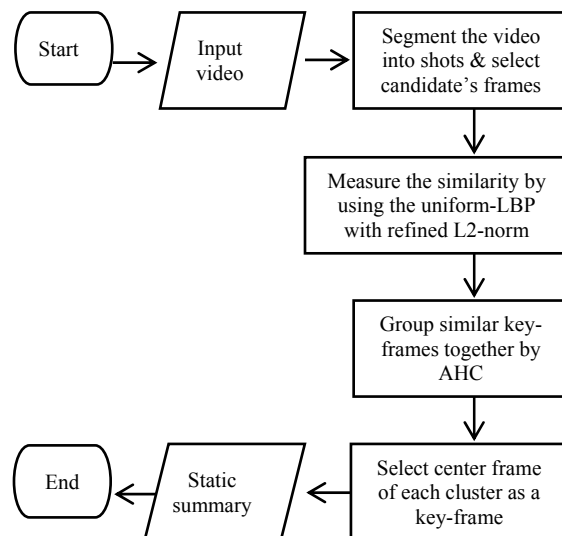 Start
Input
video
Segment the video
into shots & select
candidate’s frames
Measure the similarity by
using the uniform-LBP
with refined L2-norm
Group similar key-
frames together by
AHC
Select center frame
of each cluster as a
key-frame
Static
summary
End